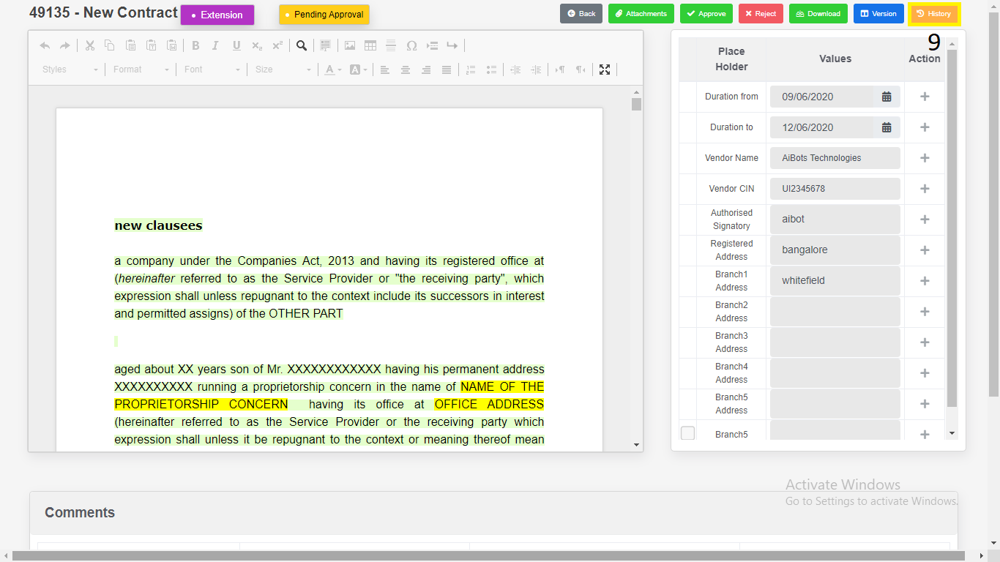 49135 - New Contract
Extension
Pending Approval
Back
Attachments
Approve
Reject
Download
Version
History
9
Styles
Format
Font
Size
new clausees
a company under the Companies Act, 2013 and having its registered office at
(hereinafter referred to as the Service Provider or "the receiving party", which
expression shall unless repugnant to the context include its successors in interest
and permitted assigns) of the OTHER PART
aged about XX years son of Mr. XXXXXXXXXXXX having his permanent address
XXXXXXXXXX running a proprietorship concern in the name of NAME OF THE
PROPRIETORSHIP CONCERN having its office at OFFICE ADDRESS
(hereinafter referred to as the Service Provider or the receiving party which
expression shall unless it be repugnant to the context or meaning thereof mean
Place
Holder
Values
Action
Duration from
09/06/2020
Duration to
12/06/2020
Vendor Name
AiBots Technologies
Vendor CIN
UI2345678
Authorised
Signatory
aibot
Registered
Address
bangalore
Branch1
Address
whitefield
Branch2
Address
Branch3
Address
Branch4
Address
Branch5
Address
Branch5
Activate Windows
Go to Settings to activate Windows.
Comments